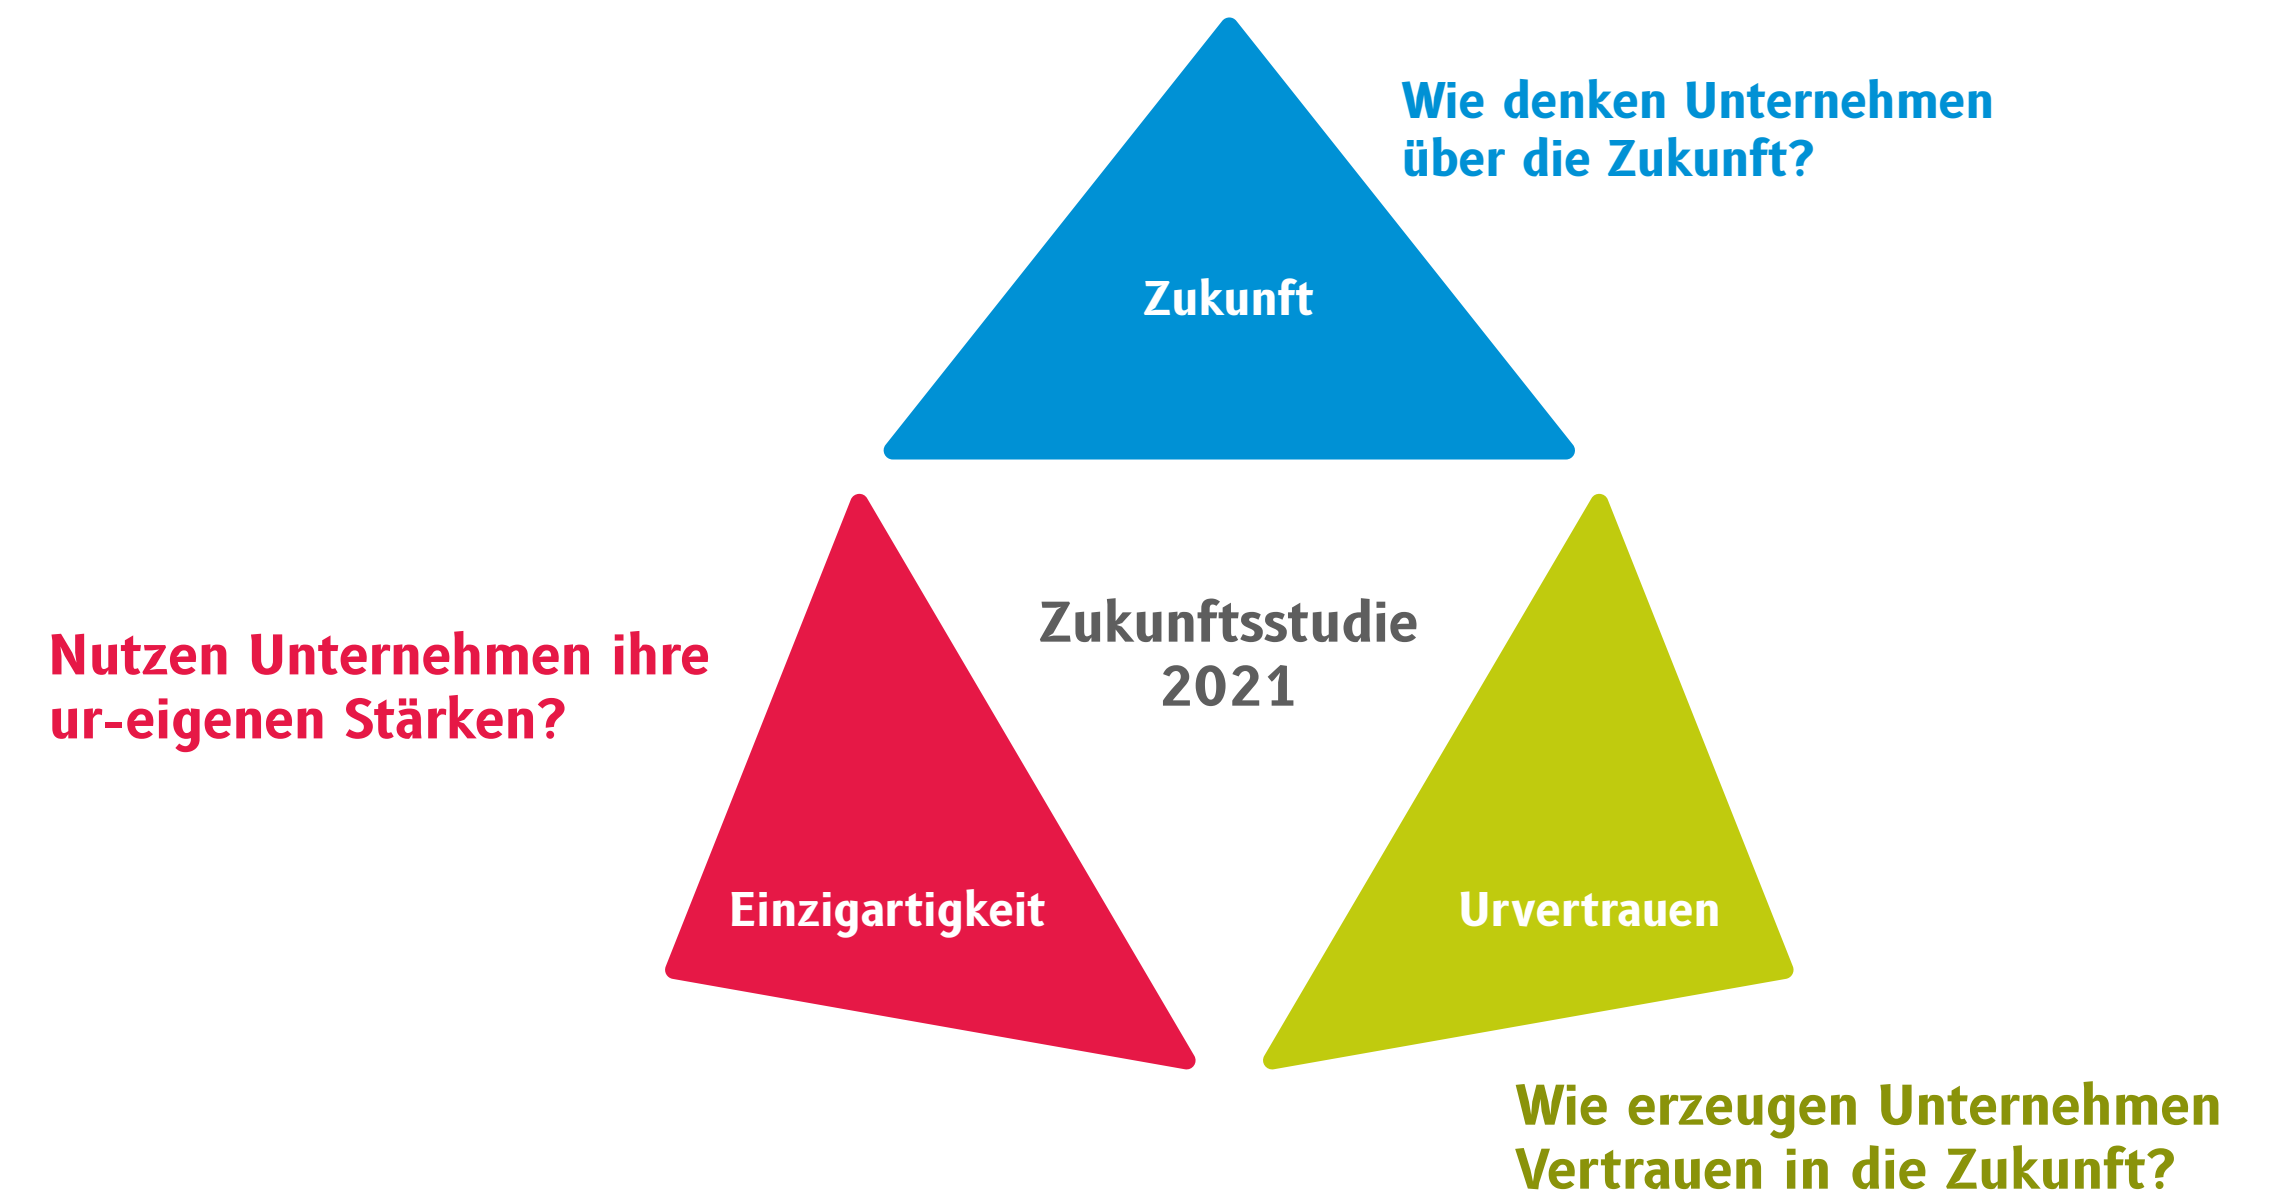 Wie denken Unternehmen
über die Zukunft?
Zukunft
Zukunftsstudie
2021
Nutzen Unternehmen ihre
ur-eigenen Stärken?
Einzigartigkeit
Urvertrauen
Wie erzeugen Unternehmen
Vertrauen in die Zukunft?